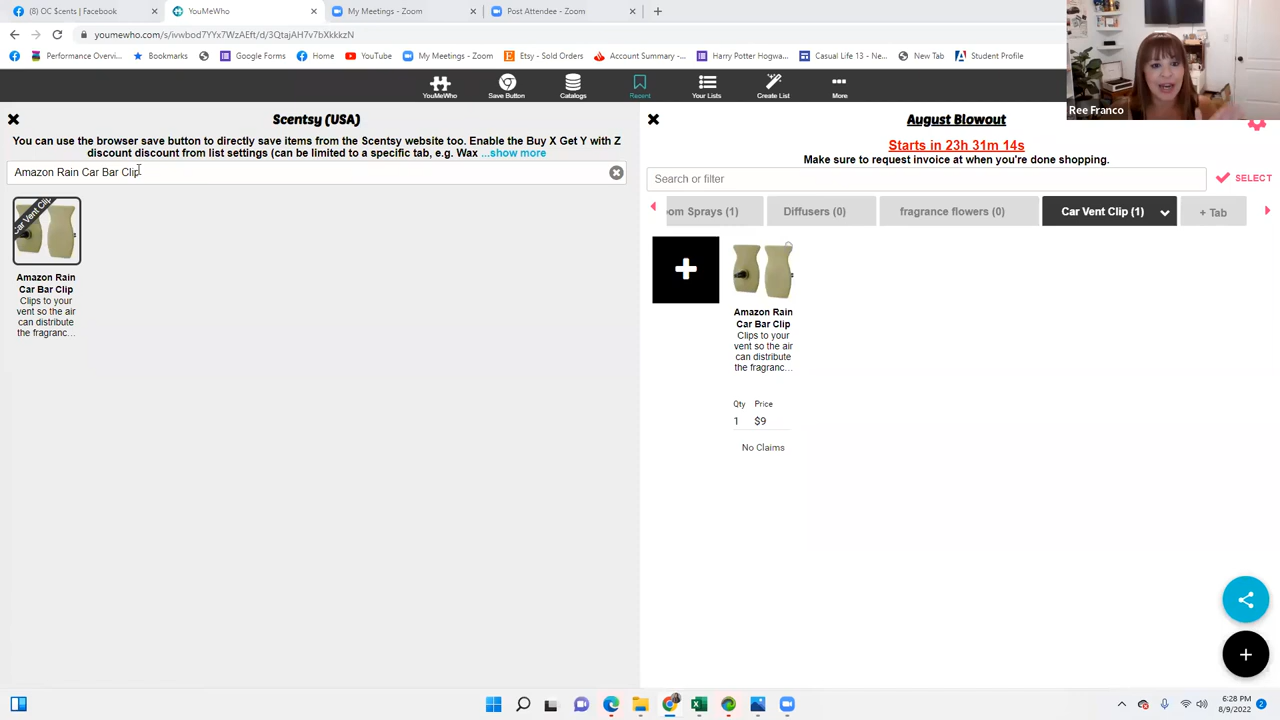 (8) OC Scents | Facebook
YouMeWho
My Meetings - Zoom
Post Attendee - Zoom
youmewho.com/s/ivwbod7YYx7WzAEft/d/3QtajAH7v7bXkkkzN
Performance Overvi...
Bookmarks
Google Forms
Home
YouTube
My Meetings - Zoom
Etsy - Sold Orders
Account Summary -...
Harry Potter Hogwa...
Casual Life 13 - Ne...
New Tab
Student Profile
YouMeWho
Save Button
Catalogs
Recent
Your Lists
Create List
More
Ree Franco
Scentsy (USA)
You can use the browser save button to directly save items from the Scentsy website too. Enable the Buy X Get Y with Z
discount discount from list settings (can be limited to a specific tab, e.g. Wax ...show more
Amazon Rain Car Bar Clip
Car Vent Clip
Amazon Rain
Car Bar Clip
Clips to your
vent so the air
can distribute
the fragranc...
August Blowout
Starts in 23h 31m 14s
Make sure to request invoice at when you're done shopping.
Search or filter
SELECT
oom Sprays (1)
Diffusers (0)
fragrance flowers (0)
Car Vent Clip (1)
+ Tab
Amazon Rain
Car Bar Clip
Clips to your
vent so the air
can distribute
the fragranc...
Qty Price
1 $9
No Claims
6:28 PM
8/9/2022
2